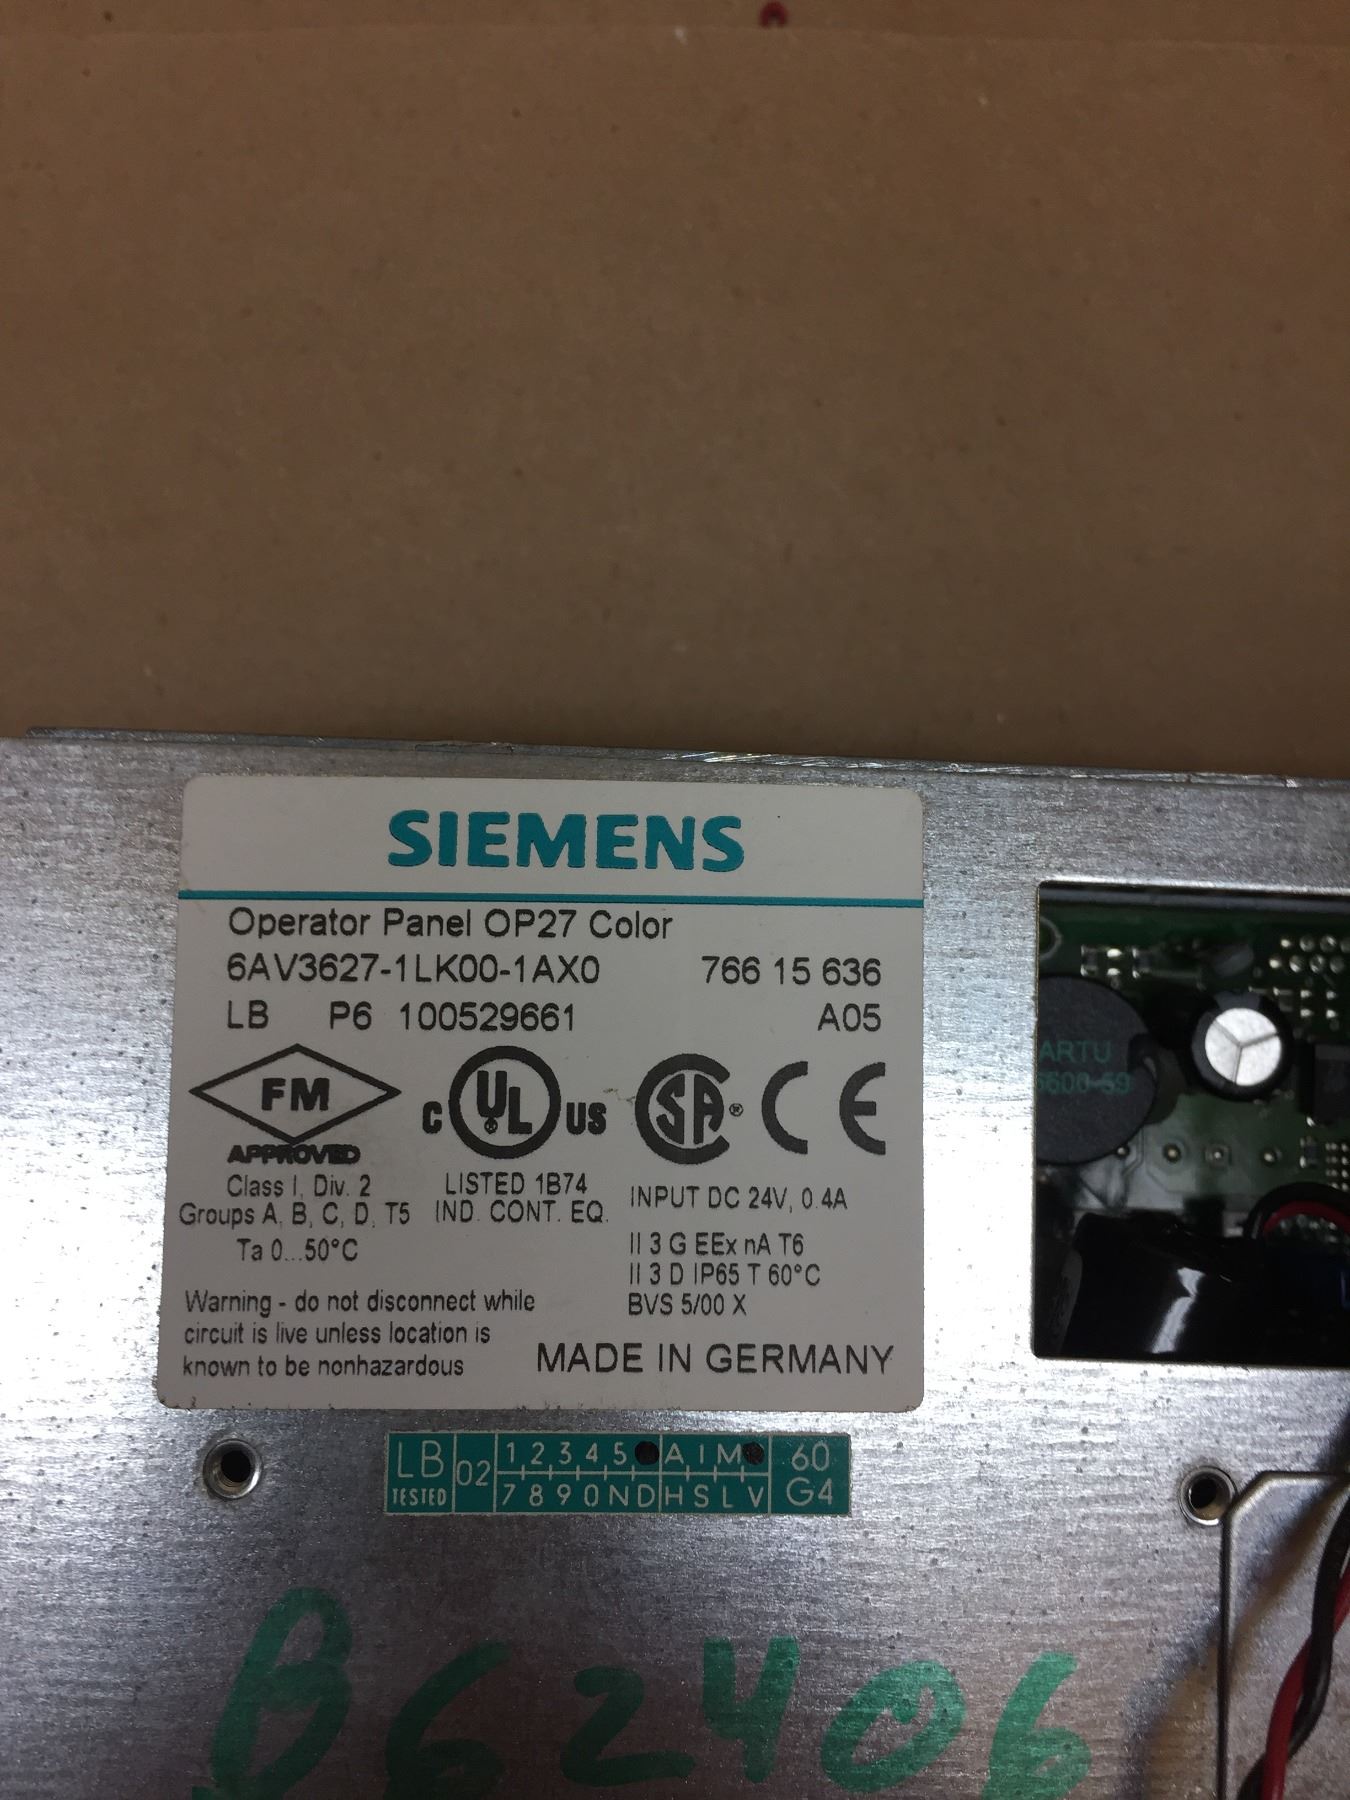 SIEMENS
Operator Panel OP27 Color
6AV3627-1LK00-1AX0 766 15 636
LB P6 100529661 A05
FM
APPROVED
Class I, Div. 2
Groups A, B, C, D, T5
Ta 0...50°C
C UL US
LISTED 1B74
IND. CONT. EQ.
SA ® CE
INPUT DC 24V, 0.4A
II 3 G EEx nA T6
II 3 D IP65 T 60°C
BVS 5/00 X
Warning - do not disconnect while
circuit is live unless location is
known to be nonhazardous
MADE IN GERMANY
ARTU
LB TESTED
02
1 2 3 4 5 A I M
7 8 9 0 N D H S L V
60
G4
B62406